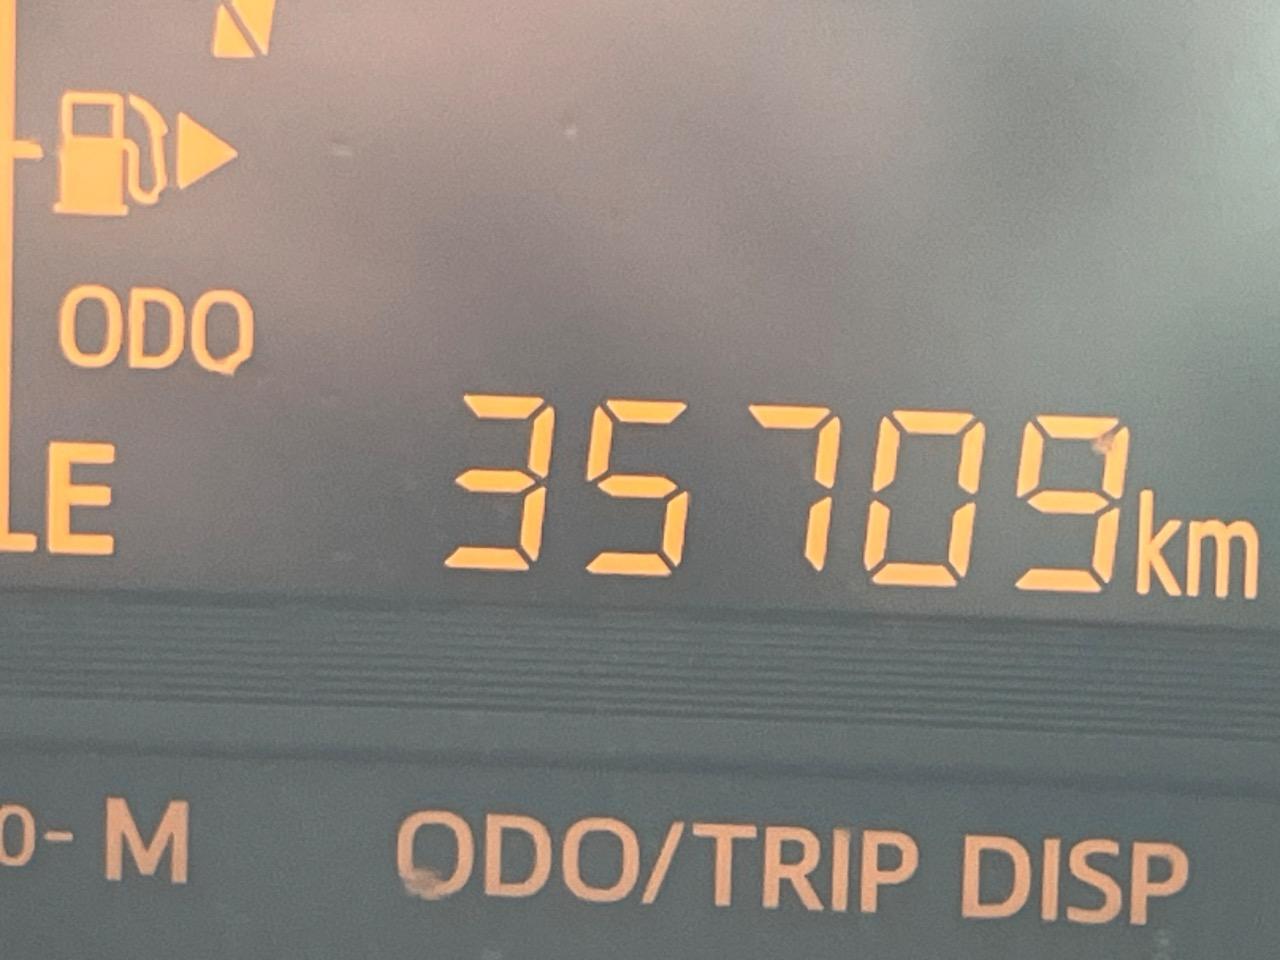 ODO
E
35709km
0- M
ODO/TRIP DISP